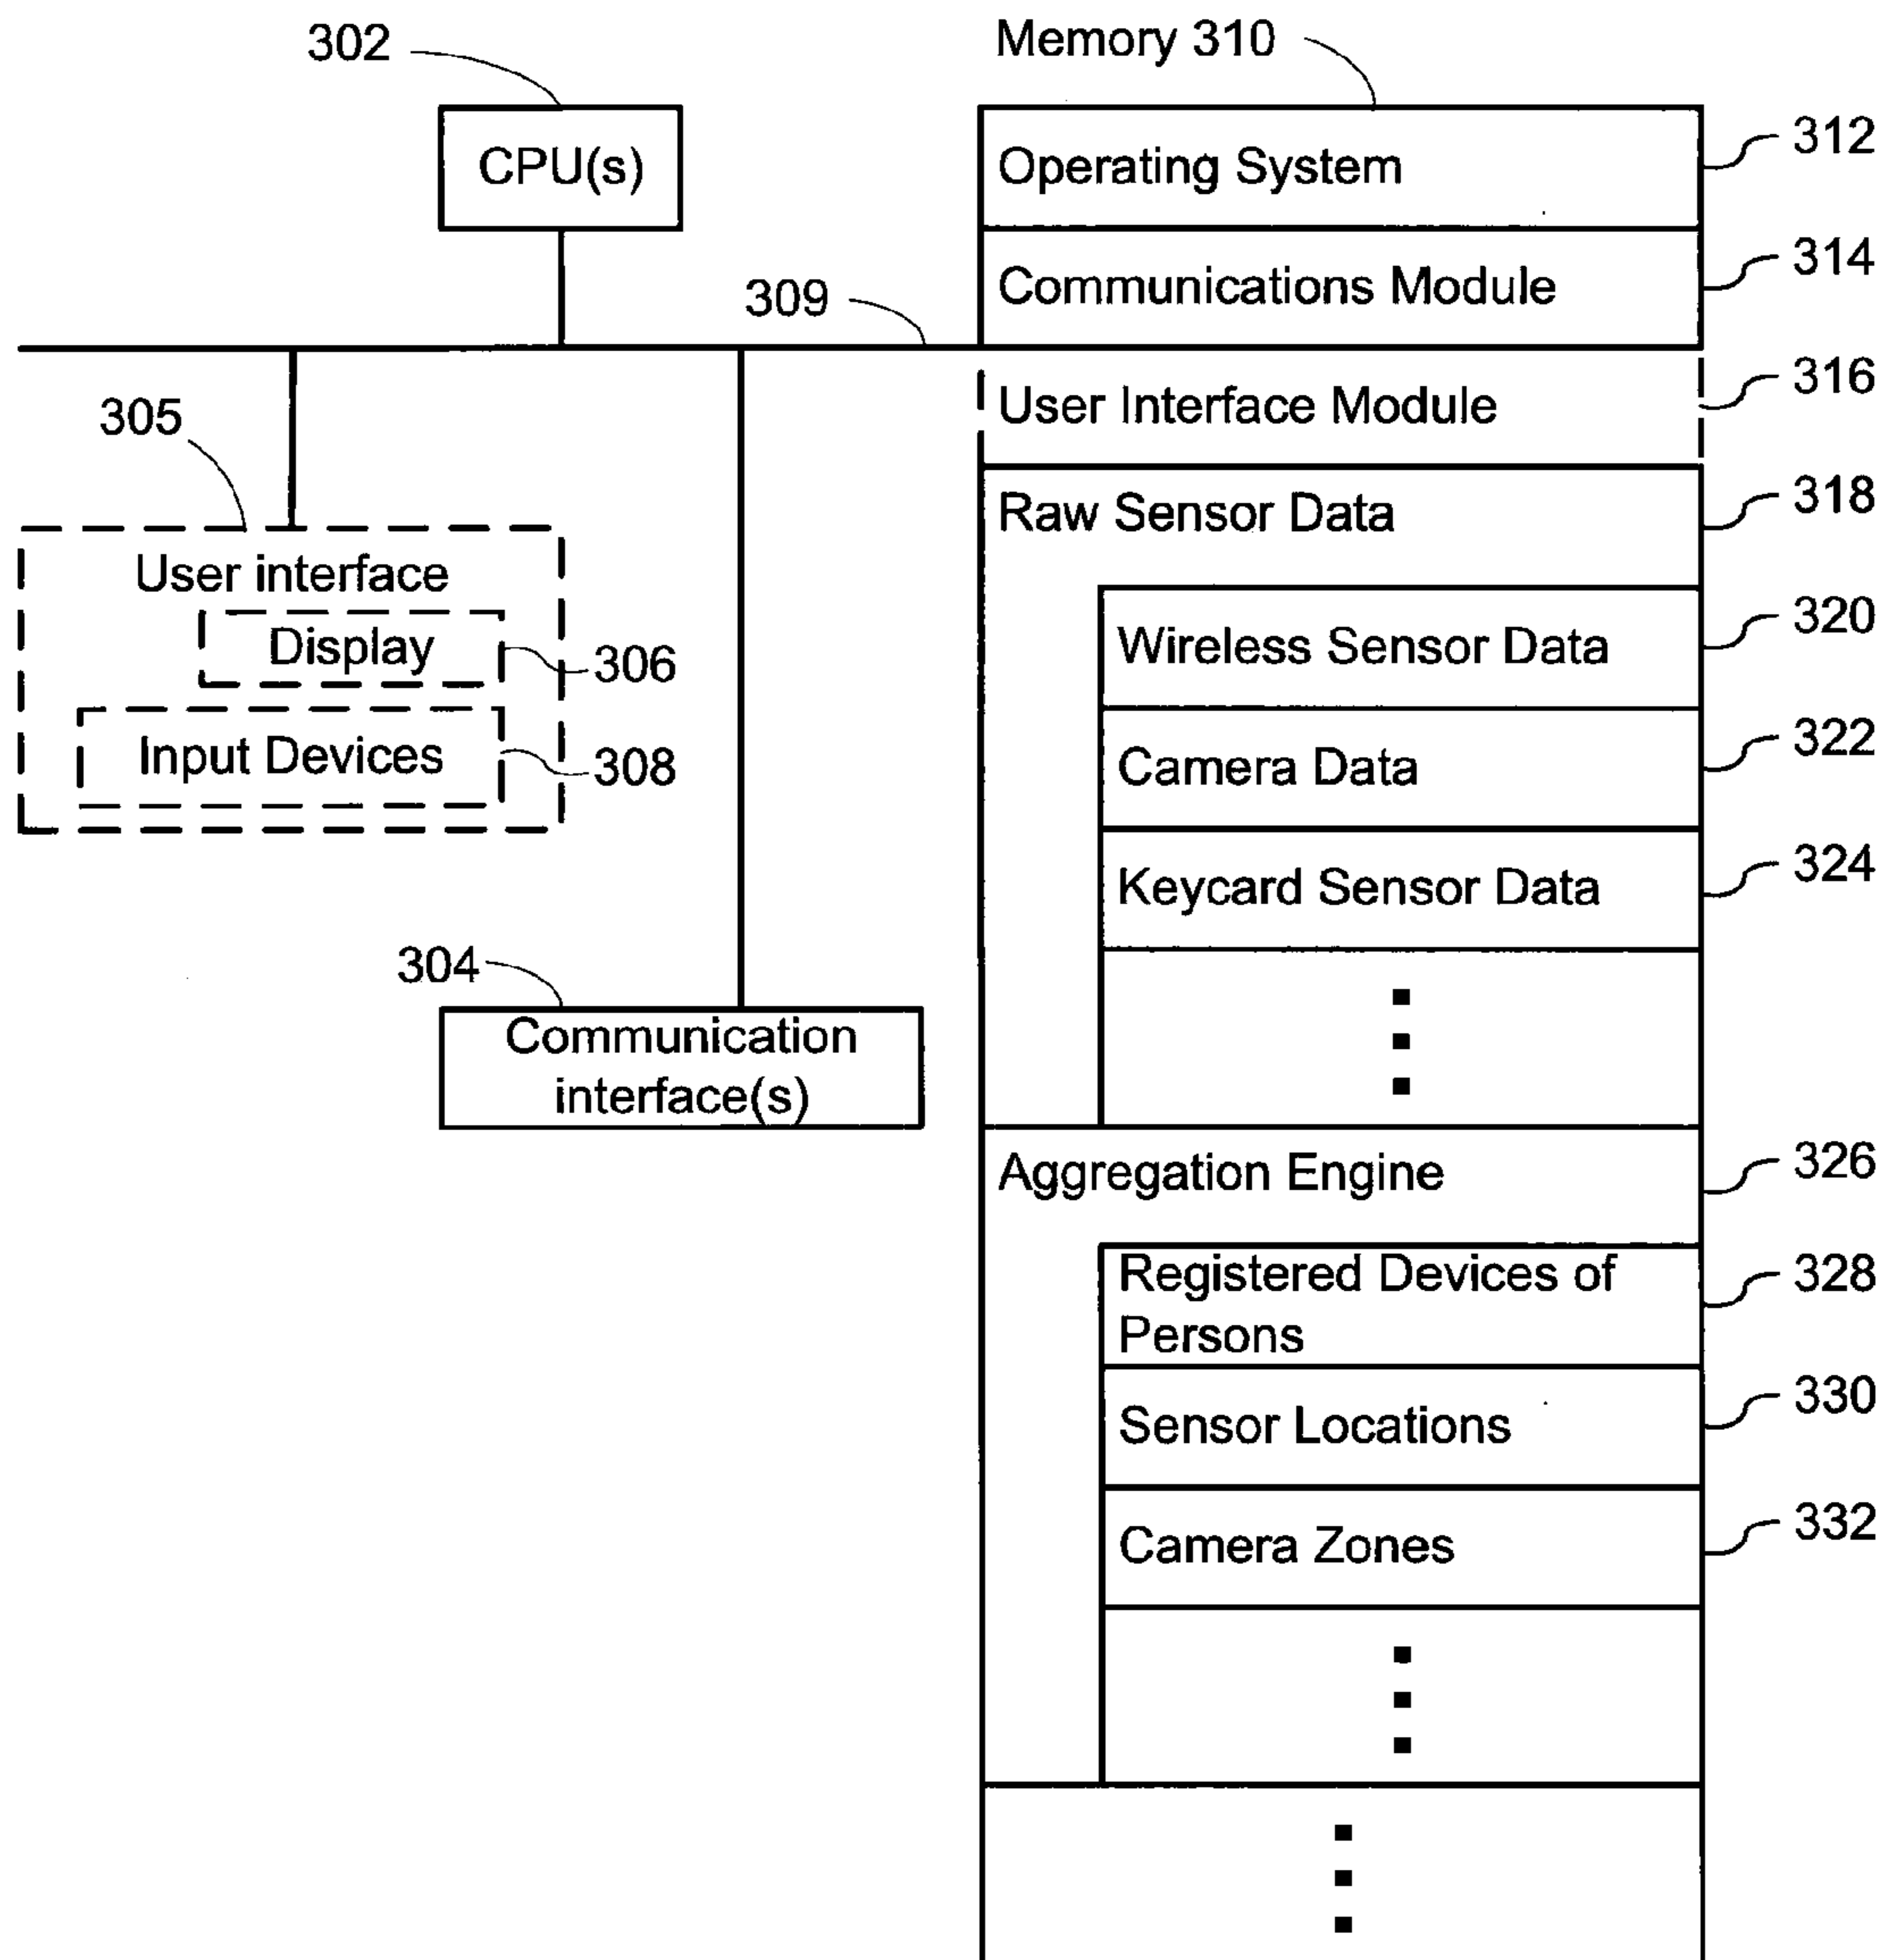 302
Memory 310
CPU(s)
Operating System
312
Communications Module
314
309
User Interface Module
316
305
Raw Sensor Data
318
User interface
Display
306
Input Devices
308
Wireless Sensor Data
320
Camera Data
322
Keycard Sensor Data
324
304
Communication
interface(s)
Aggregation Engine
326
Registered Devices of
Persons
328
Sensor Locations
330
Camera Zones
332